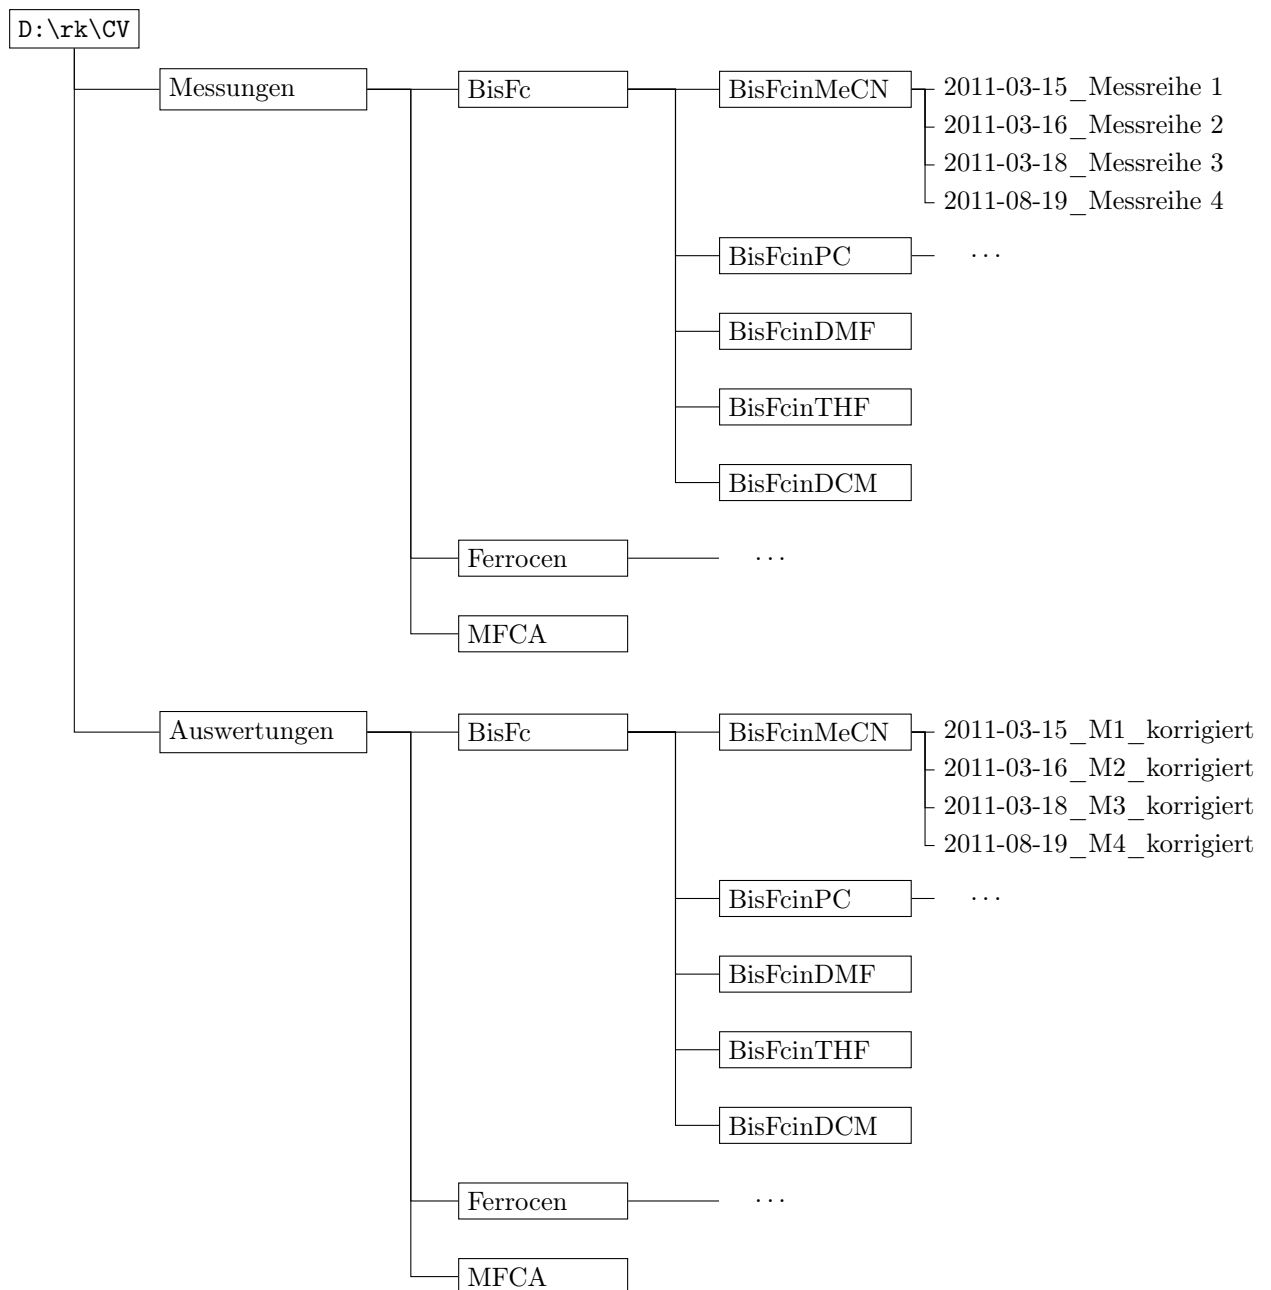 D:\rk\CV
Messungen
BisFc
BisFcinMeCN
2011-03-15_Messreihe 1
2011-03-16_Messreihe 2
2011-03-18_Messreihe 3
2011-08-19_Messreihe 4
BisFcinPC
...
BisFcinDMF
BisFcinTHF
BisFcinDCM
Ferrocen
...
MFCA
Auswertungen
BisFc
BisFcinMeCN
2011-03-15_M1_korrigiert
2011-03-16_M2_korrigiert
2011-03-18_M3_korrigiert
2011-08-19_M4_korrigiert
BisFcinPC
...
BisFcinDMF
BisFcinTHF
BisFcinDCM
Ferrocen
...
MFCA